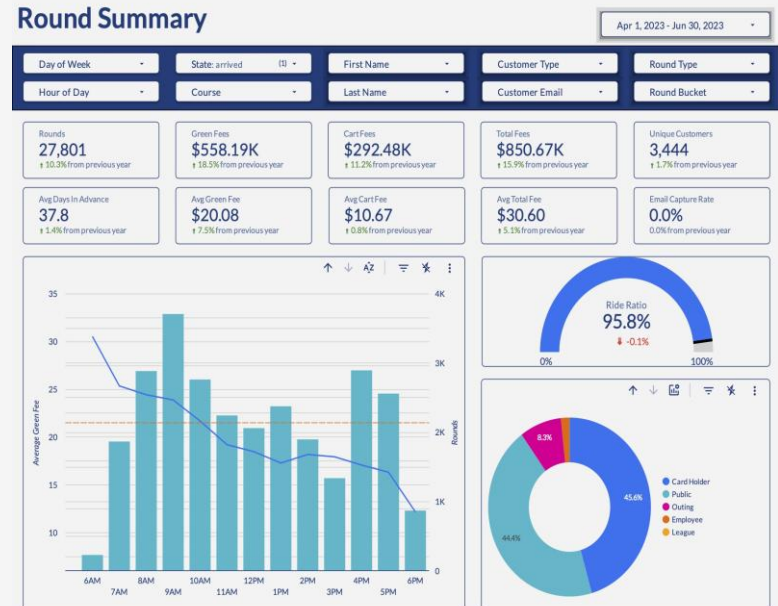 Round Summary
Apr 1, 2023 - Jun 30, 2023
Day of Week
State: arrived (1)
First Name
Customer Type
Round Type
Hour of Day
Course
Last Name
Customer Email
Round Bucket
Rounds
27,801
10.3% from previous year
Green Fees
$558.19K
18.5% from previous year
Cart Fees
$292.48K
11.2% from previous year
Total Fees
$850.67K
15.9% from previous year
Unique Customers
3,444
1.7% from previous year
Avg Days In Advance
37.8
1.4% from previous year
Avg Green Fee
$20.08
7.5% from previous year
Avg Cart Fee
$10.67
0.8% from previous year
Avg Total Fee
$30.60
5.1% from previous year
Email Capture Rate
0.0%
0.0% from previous year
AZ
35
30
25
20
15
10
Average Green Fee
4K
3K
2K
1K
0
Rounds
6AM
7AM
8AM
9AM
10AM
11AM
12PM
1PM
2PM
3PM
4PM
5PM
6PM
Ride Ratio
95.8%
-0.1%
0%
100%
8.3%
45.6%
44.4%
Card Holder
Public
Outing
Employee
League